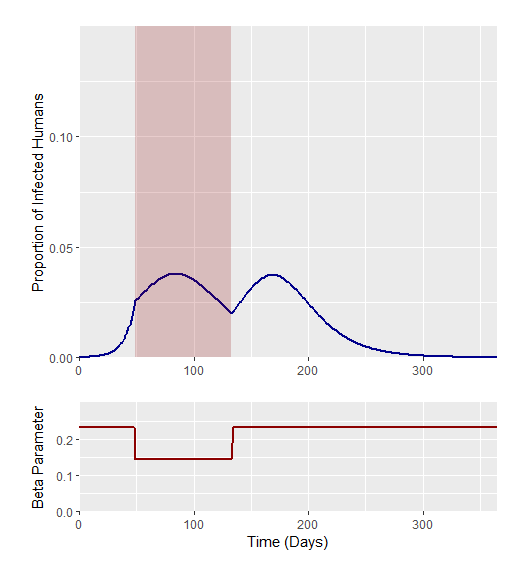 Proportion of Infected Humans
0.10
0.05
0.00
0 100 200 300
Beta Parameter
0.2
0.1
0.0
0 100 200 300
Time (Days)